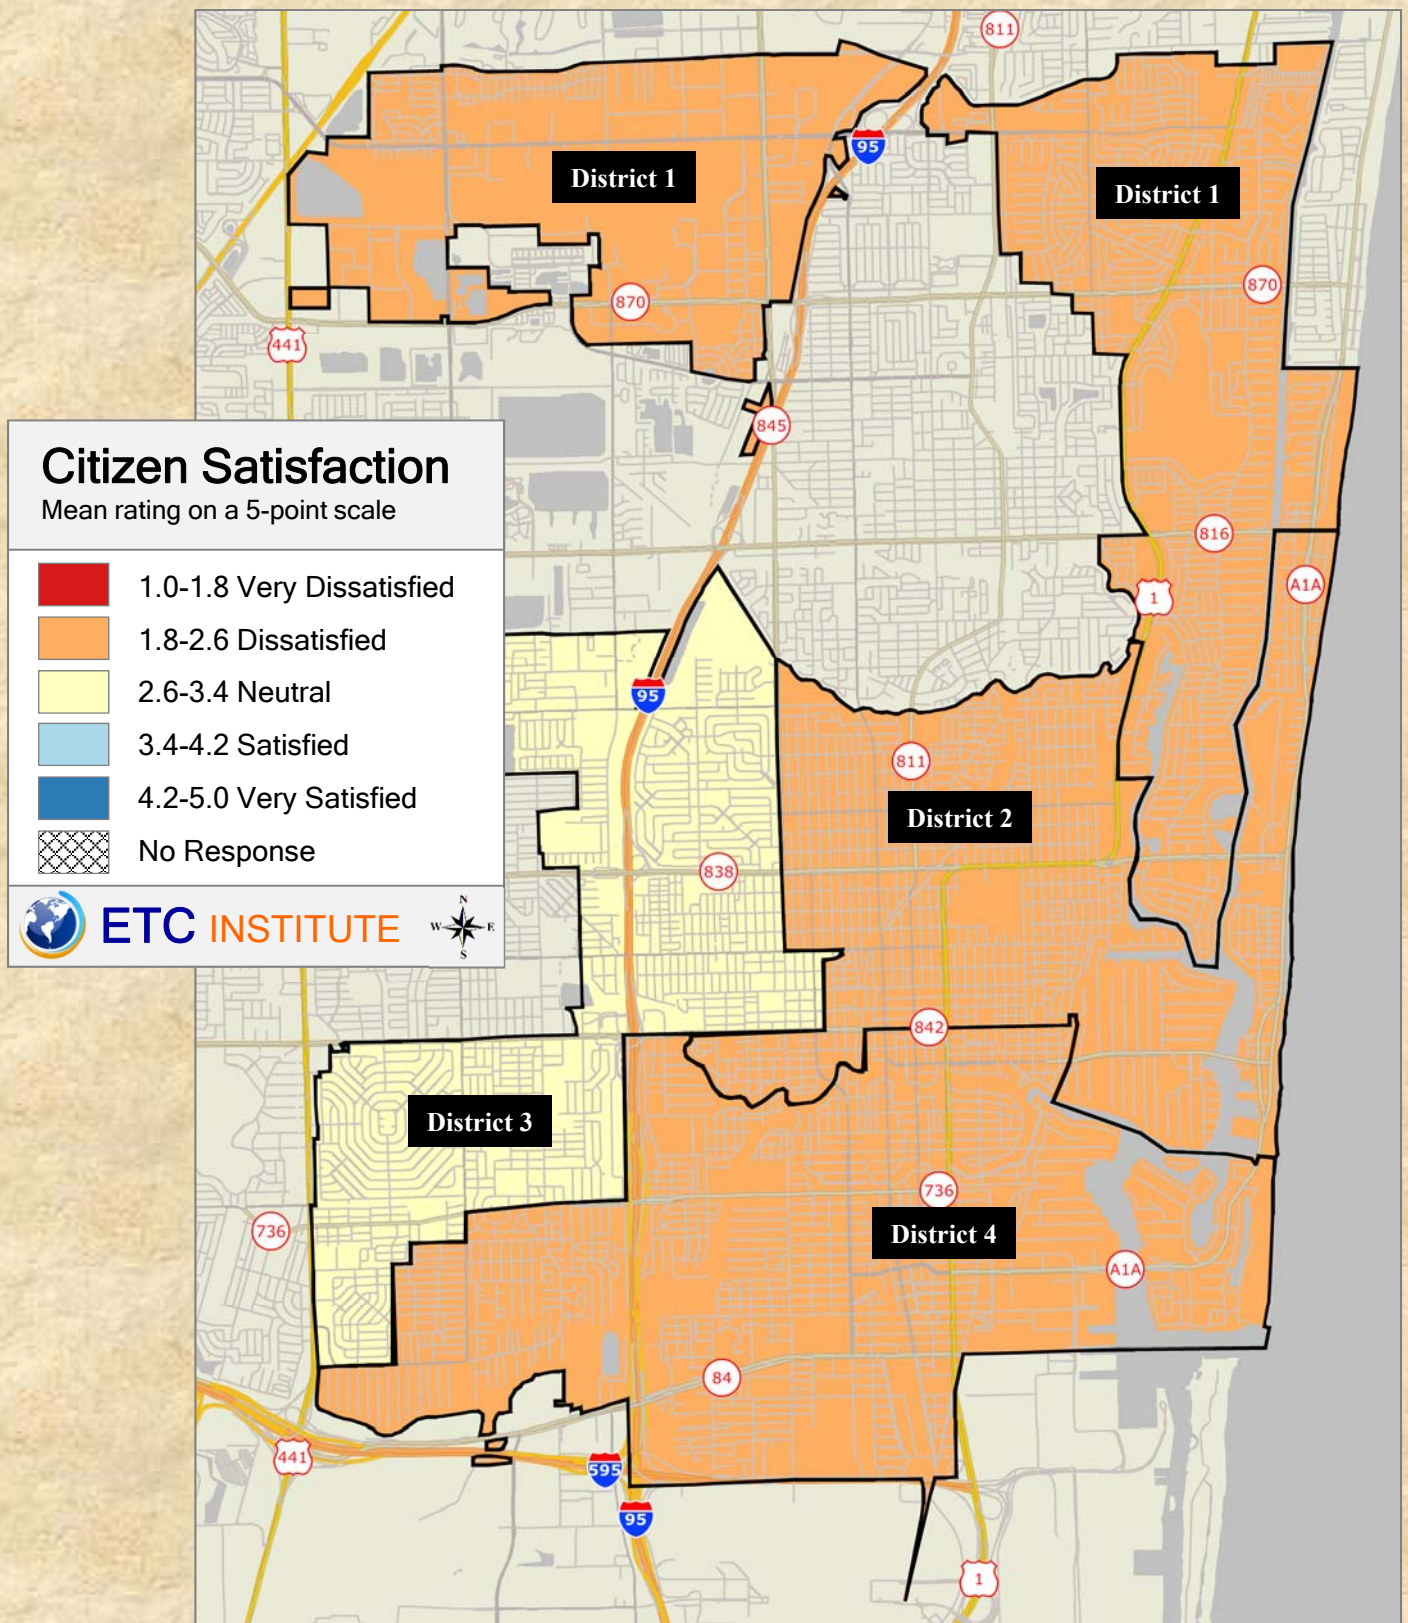 811
95
District 1
District 1
870
870
441
845
Citizen Satisfaction
Mean rating on a 5-point scale
1.0-1.8 Very Dissatisfied
1.8-2.6 Dissatisfied
2.6-3.4 Neutral
3.4-4.2 Satisfied
4.2-5.0 Very Satisfied
No Response
ETC INSTITUTE
N
W E
S
816
A1A
1
95
811
District 2
838
842
District 3
736
736
District 4
A1A
84
441
595
95
1